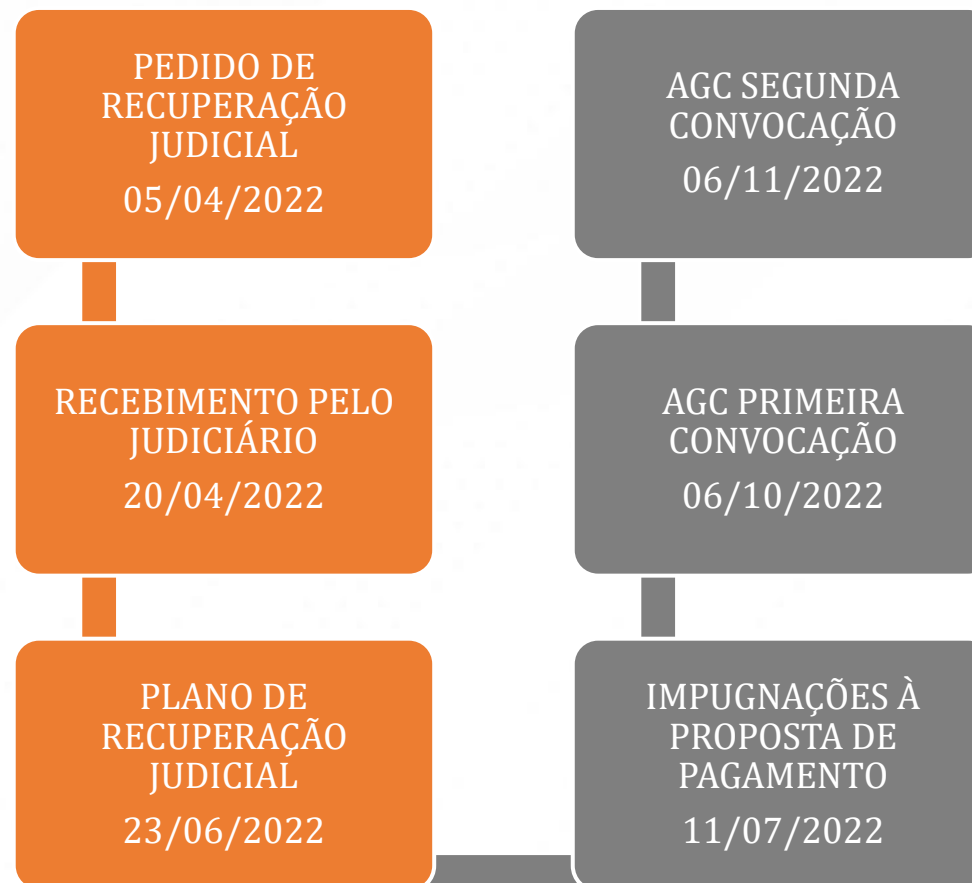 PEDIDO DE
RECUPERAÇÃO
JUDICIAL
05/04/2022
RECEBIMENTO PELO
JUDICIÁRIO
20/04/2022
PLANO DE
RECUPERAÇÃO
JUDICIAL
23/06/2022
IMPUGNAÇÕES À
PROPOSTA DE
PAGAMENTO
11/07/2022
AGC PRIMEIRA
CONVOCAÇÃO
06/10/2022
AGC SEGUNDA
CONVOCAÇÃO
06/11/2022